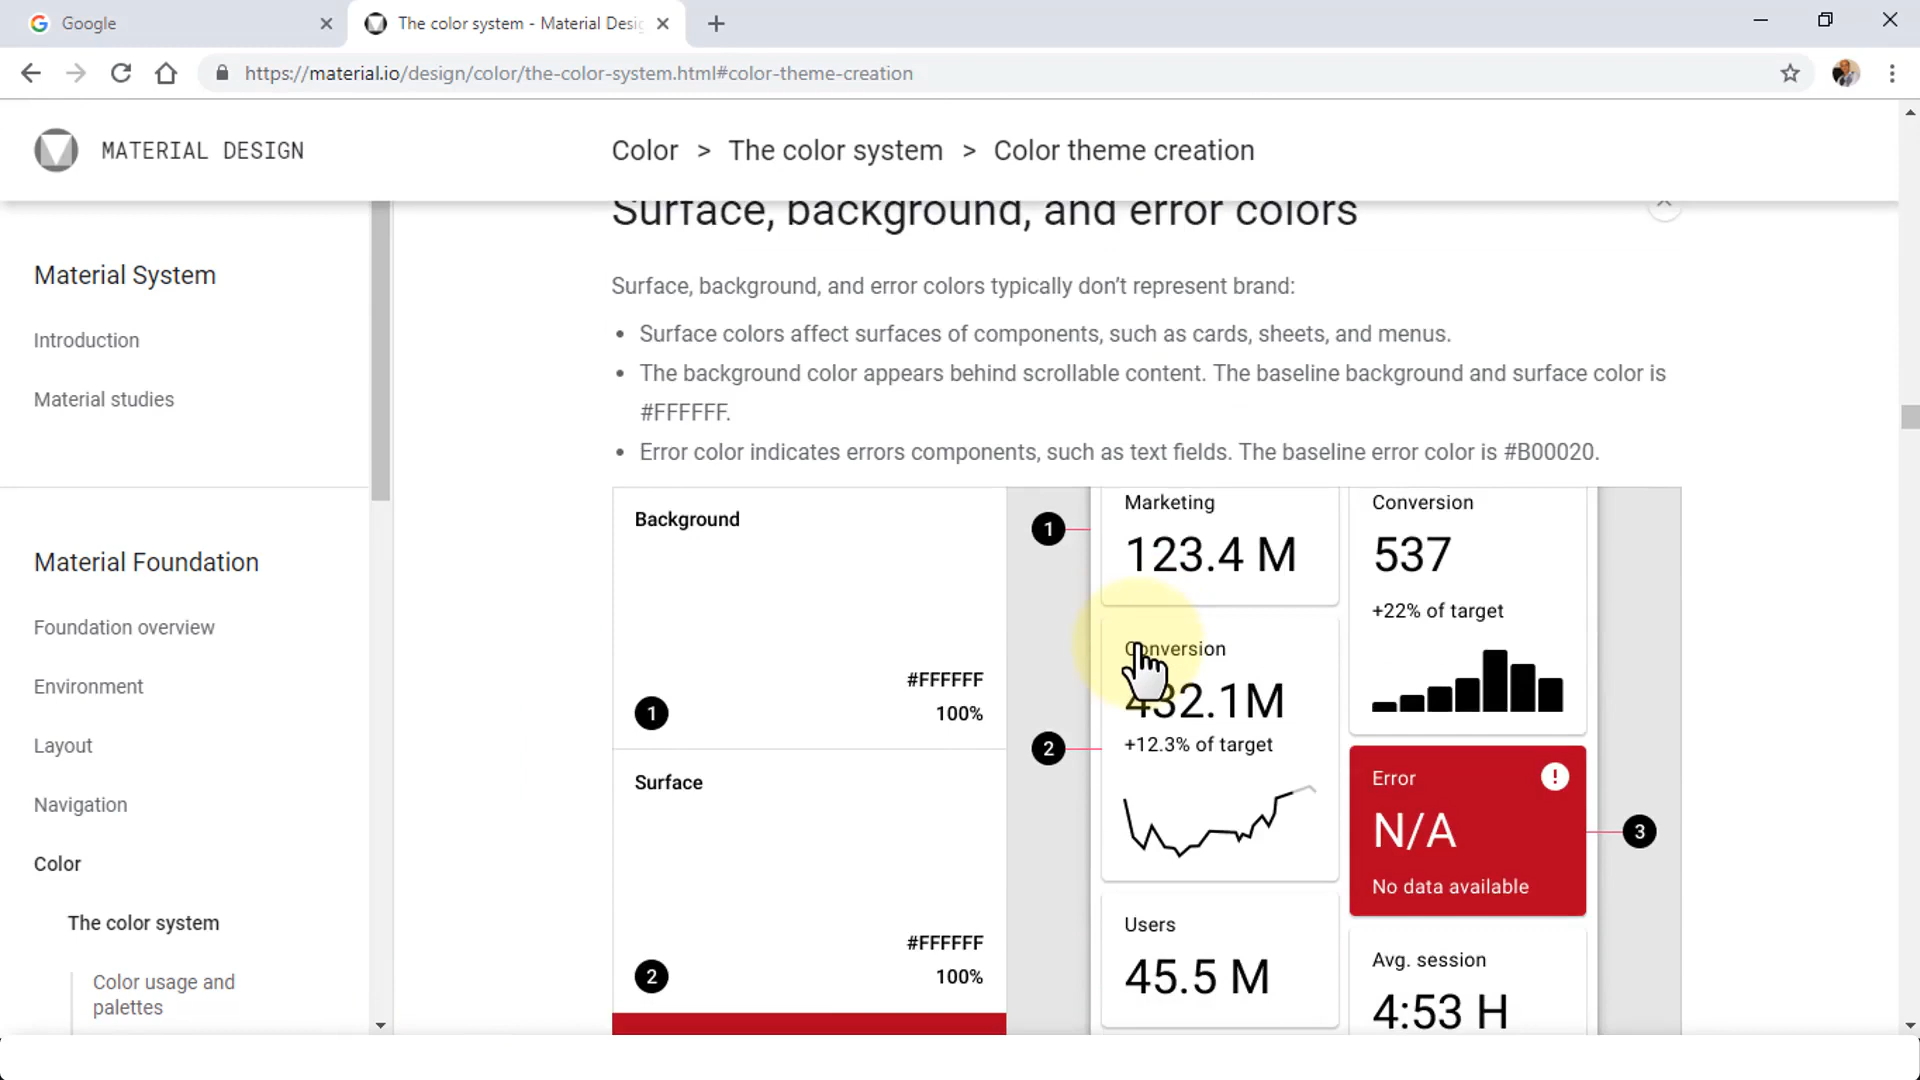 Google
The color system - Material Desi
https://material.io/design/color/the-color-system.html#color-theme-creation
MATERIAL DESIGN
Color > The color system > Color theme creation
Material System
Introduction
Material studies
Material Foundation
Foundation overview
Environment
Layout
Navigation
Color
The color system
Color usage and
palettes
Surface, background, and error colors
Surface, background, and error colors typically don’t represent brand:
• Surface colors affect surfaces of components, such as cards, sheets, and menus.
• The background color appears behind scrollable content. The baseline background and surface color is
#FFFFFF.
• Error color indicates errors components, such as text fields. The baseline error color is #B00020.
Background
#FFFFFF
1 100%
Surface
#FFFFFF
2 100%
1
2
3
Marketing
123.4 M
Conversion
432.1M
+12.3% of target
Users
45.5 M
Conversion
537
+22% of target
Error !
N/A
No data available
Avg. session
4:53 H